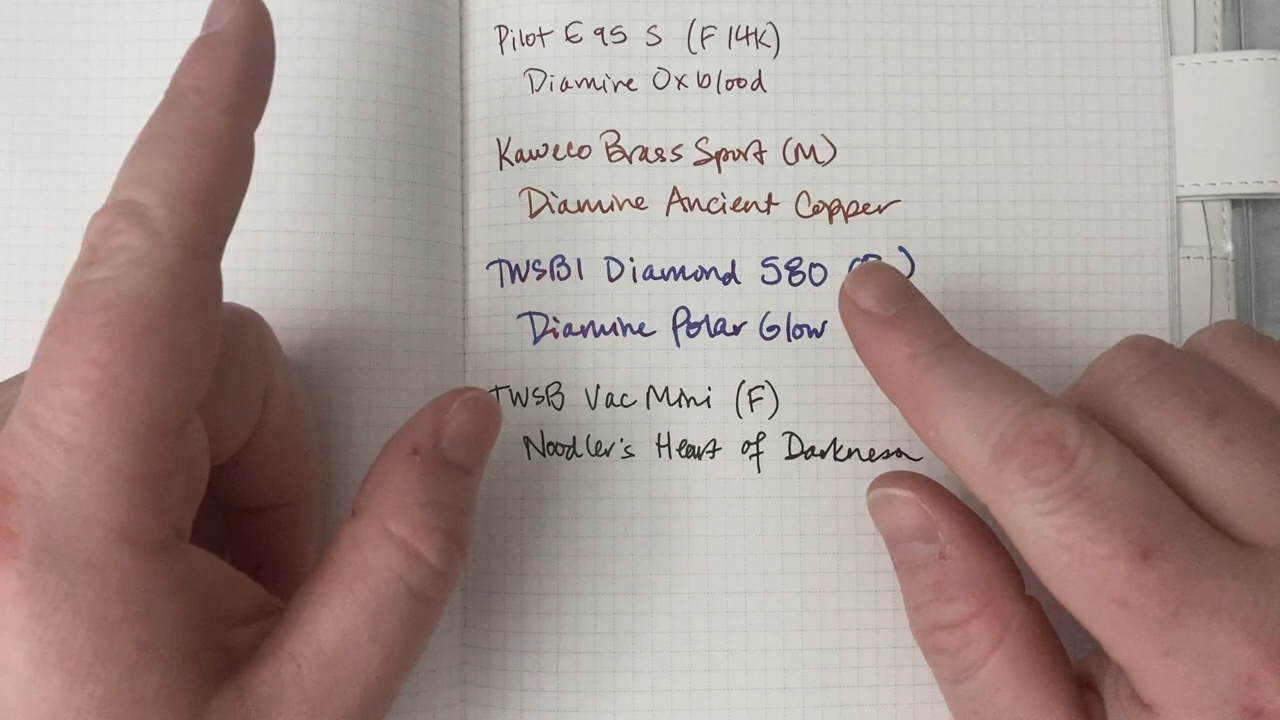 Pilot E95 S (F 14K)
Diamine Oxblood
Kaweco Brass Sport (M)
Diamine Ancient Copper
TWSBI Diamond 580
Diamine Polar Glow
TWSB Vac Mini (F)
Noodler's Heart of Darkness